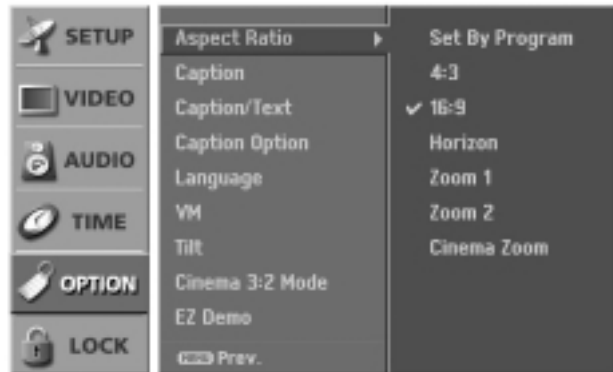 SETUP
VIDEO
AUDIO
TIME
OPTION
LOCK
Aspect Ratio
Caption
Caption/Text
Caption Option
Language
VM
Tilt
Cinema 3:2 Mode
EZ Demo
MENU Prev.
Set By Program
4:3
16:9
Horizon
Zoom 1
Zoom 2
Cinema Zoom